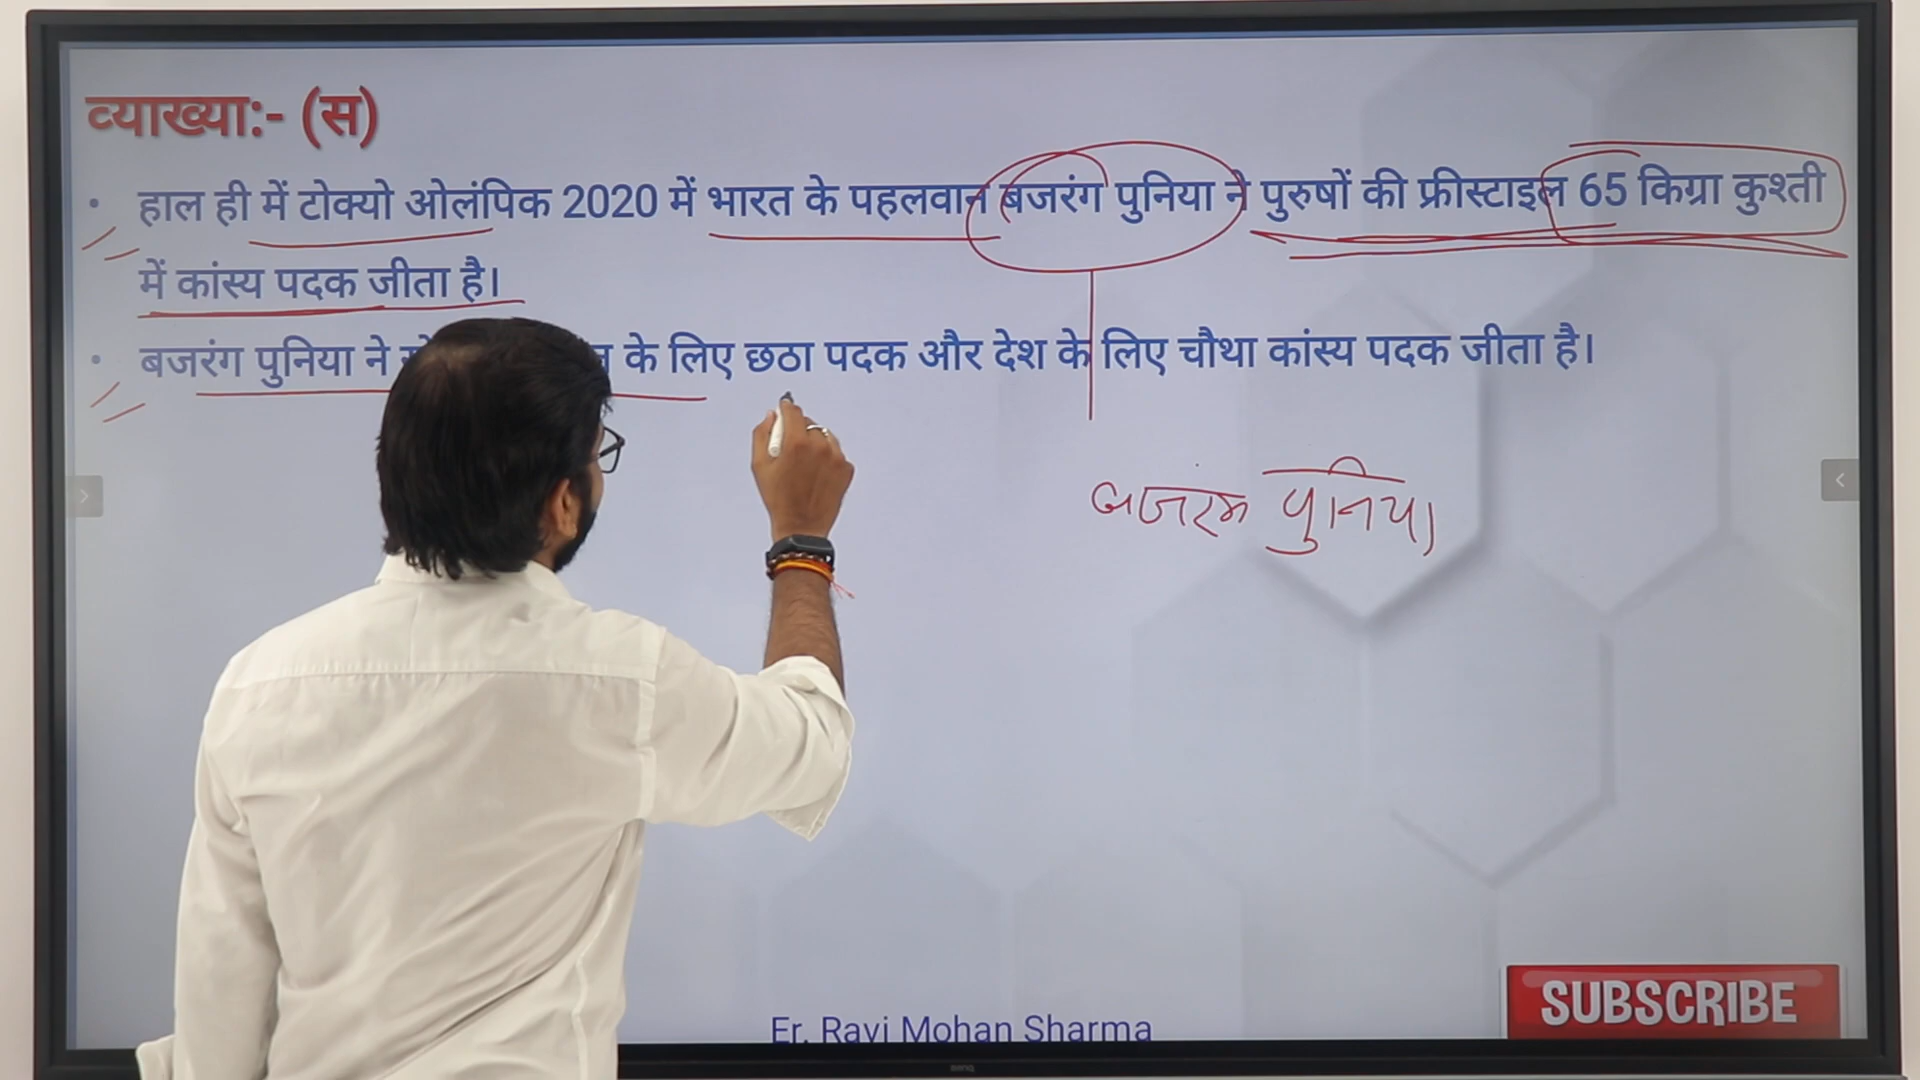 व्याख्या:- (स)
• हाल ही में टोक्यो ओलंपिक 2020 में भारत के पहलवान बजरंग पुनिया ने पुरुषों की फ्रीस्टाइल 65 किग्रा कुश्ती
में कांस्य पदक जीता है।
• बजरंग पुनिया ने के लिए छठा पदक और देश के लिए चौथा कांस्य पदक जीता है।
बजरंग पुनिया
Er. Ravi Mohan Sharma
SUBSCRIBE
BenQ